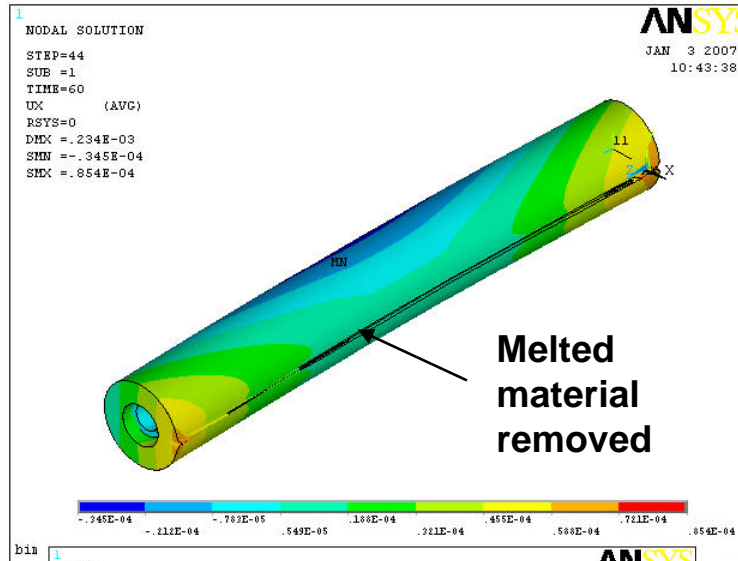 1
NODAL SOLUTION
ANSYS
STEP=44
SUB =1
TIME=60
UX (AVG)
RSYS=0
DMX =.234E-03
SMN =-.345E-04
SMX =.854E-04
JAN 3 2007
10:43:38
11
Z X
MN
Melted
material
removed
-.345E-04 -.783E-05 .188E-04 .455E-04 .721E-04
-.212E-04 .549E-05 .321E-04 .588E-04 .854E-04
bin
1
ANSYS